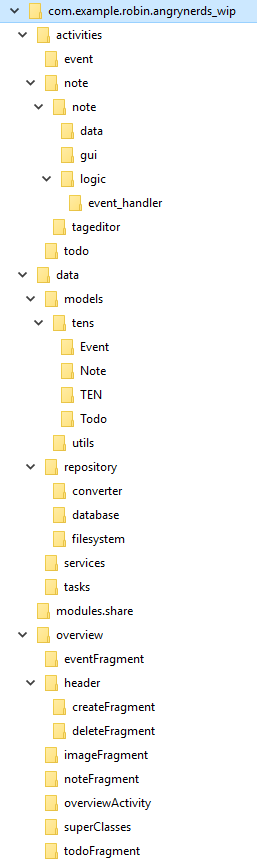 com.example.robin.angrynerds_wip
activities
event
note
note
data
gui
logic
event_handler
tageditor
todo
data
models
tens
Event
Note
TEN
Todo
utils
repository
converter
database
filesystem
services
tasks
modules.share
overview
eventFragment
header
createFragment
deleteFragment
imageFragment
noteFragment
overviewActivity
superClasses
todoFragment